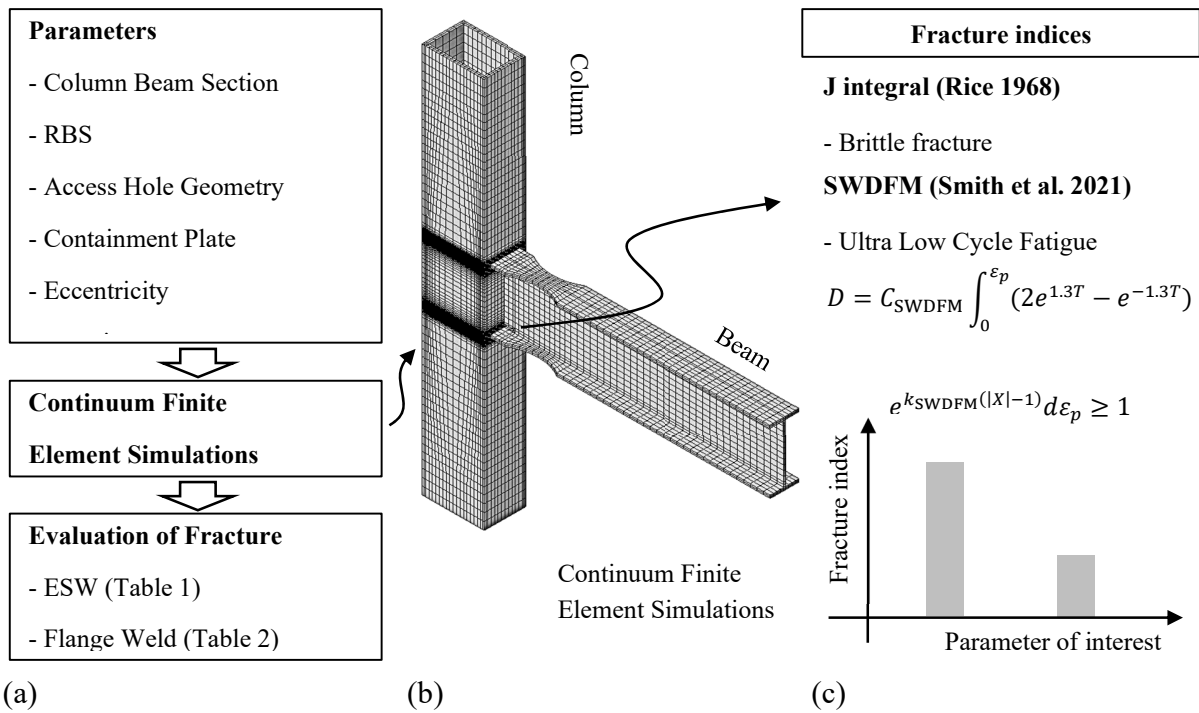 Parameters
- Column Beam Section
- RBS
- Access Hole Geometry
- Containment Plate
- Eccentricity
Continuum Finite
Element Simulations
Evaluation of Fracture
- ESW (Table 1)
- Flange Weld (Table 2)
(a)
Column
Beam
Continuum Finite
Element Simulations
(b)
Fracture indices
J integral (Rice 1968)
- Brittle fracture
SWDFM (Smith et al. 2021)
- Ultra Low Cycle Fatigue
D = C_SWDFM ∫_0^{ε_p} (2e^{1.3T} − e^{−1.3T})
e^{k_SWDFM(|X|−1)} dε_p ≥ 1
Fracture index
Parameter of interest
(c)